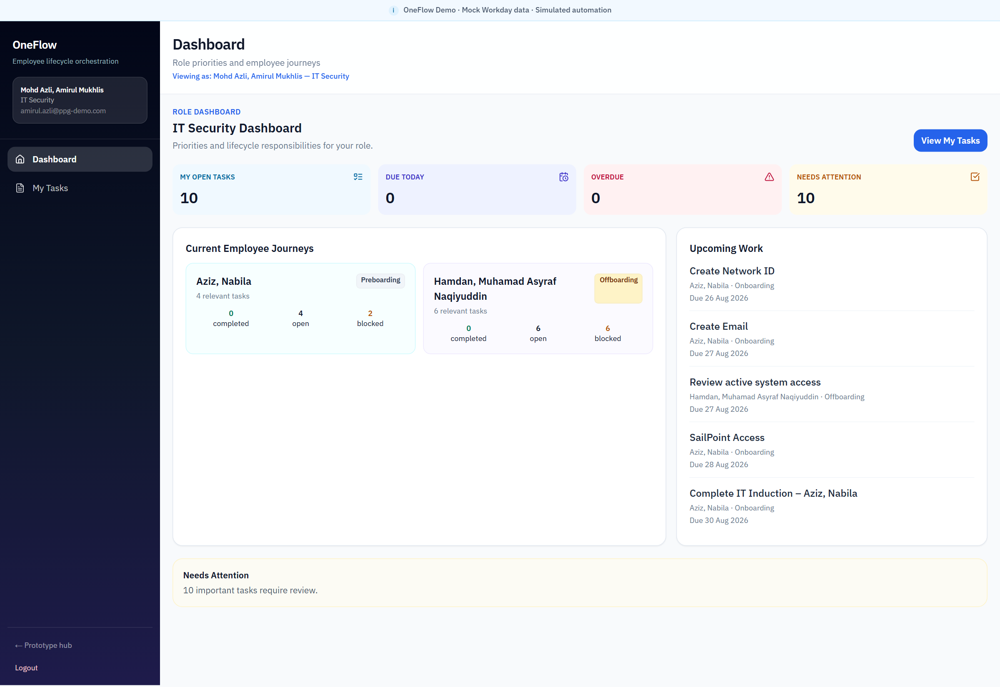 i OneFlow Demo · Mock Workday data · Simulated automation
OneFlow
Employee lifecycle orchestration
Mohd Azli, Amirul Mukhlis
IT Security
amirul.azli@ppg-demo.com
Dashboard
My Tasks
← Prototype hub
Logout
Dashboard
Role priorities and employee journeys
Viewing as: Mohd Azli, Amirul Mukhlis — IT Security
ROLE DASHBOARD
IT Security Dashboard
Priorities and lifecycle responsibilities for your role.
View My Tasks
MY OPEN TASKS
10
DUE TODAY
0
OVERDUE
0
NEEDS ATTENTION
10
Current Employee Journeys
Aziz, Nabila
Preboarding
4 relevant tasks
0 4 2
completed open blocked
Hamdan, Muhamad Asyraf
Naqiyuddin
Offboarding
6 relevant tasks
0 6 6
completed open blocked
Upcoming Work
Create Network ID
Aziz, Nabila · Onboarding
Due 26 Aug 2026
Create Email
Aziz, Nabila · Onboarding
Due 27 Aug 2026
Review active system access
Hamdan, Muhamad Asyraf Naqiyuddin · Offboarding
Due 27 Aug 2026
SailPoint Access
Aziz, Nabila · Onboarding
Due 28 Aug 2026
Complete IT Induction – Aziz, Nabila
Aziz, Nabila · Onboarding
Due 30 Aug 2026
Needs Attention
10 important tasks require review.